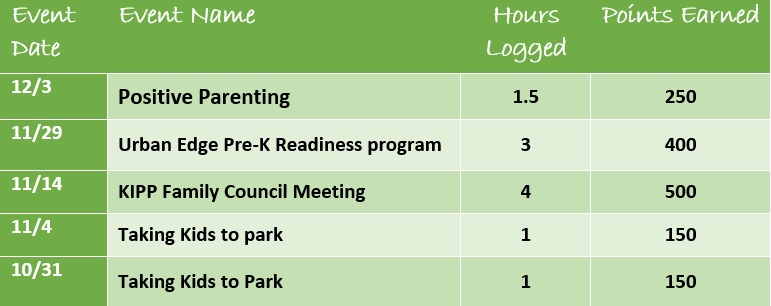 Event Date Event Name Hours Logged Points Earned
12/3 Positive Parenting 1.5 250
11/29 Urban Edge Pre-K Readiness program 3 400
11/14 KIPP Family Council Meeting 4 500
11/4 Taking Kids to park 1 150
10/31 Taking Kids to Park 1 150